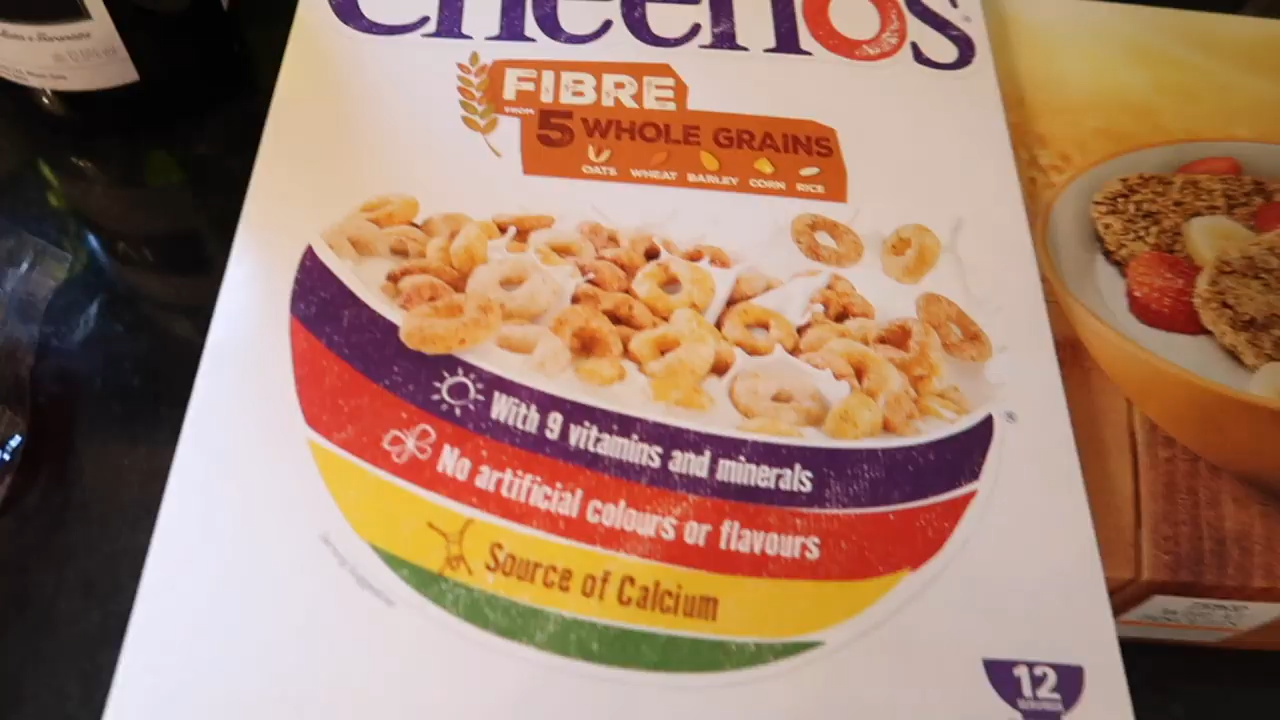 Cheerios
FIBRE
FROM
5 WHOLE GRAINS
OATS WHEAT BARLEY CORN RICE
With 9 vitamins and minerals
No artificial colours or flavours
Source of Calcium
12
SERVINGS